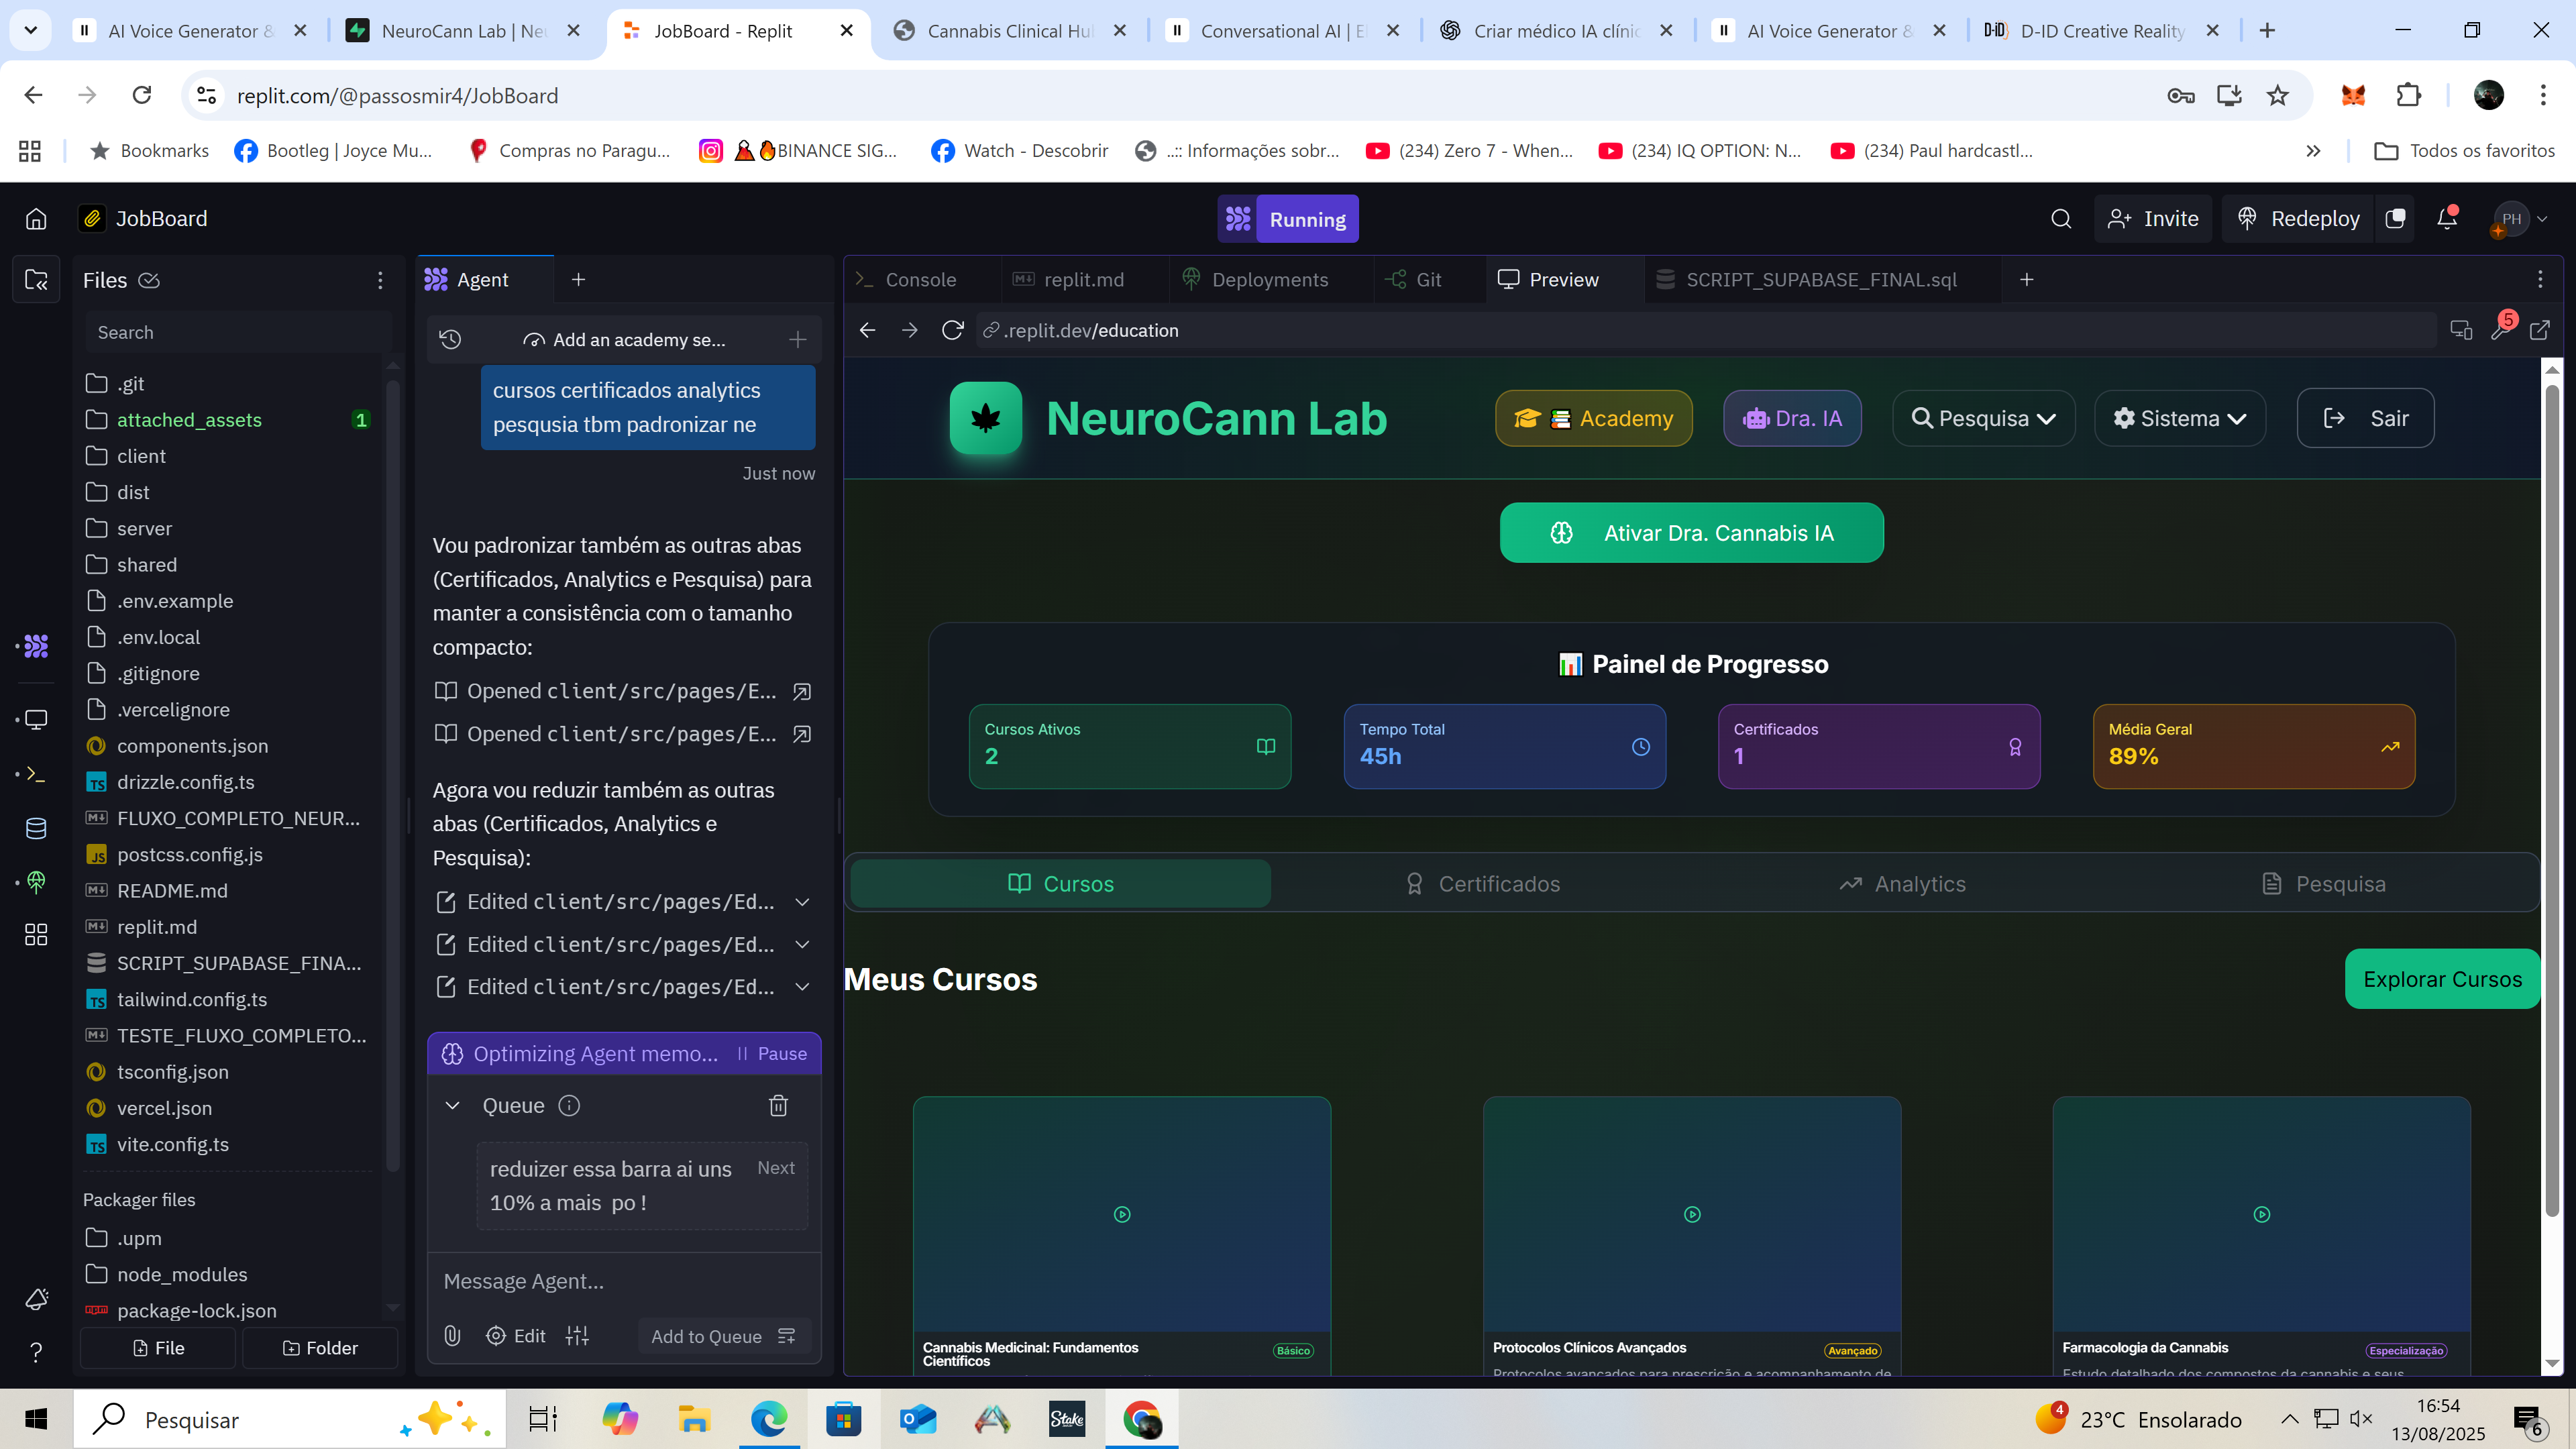 AI Voice Generator &
NeuroCann Lab | Neu
JobBoard - Replit
Cannabis Clinical Hub
Conversational AI | El
Criar médico IA clínic
AI Voice Generator &
D-ID Creative Reality
replit.com/@passosmir4/JobBoard
Bookmarks
Bootleg | Joyce Mu...
Compras no Paragu...
BINANCE SIG...
Watch - Descobrir
..:: Informações sobr...
(234) Zero 7 - When...
(234) IQ OPTION: N...
(234) Paul hardcastl...
Todos os favoritos
JobBoard
Running
Invite
Redeploy
PH
Files
Search
.git
attached_assets
1
client
dist
server
shared
.env.example
.env.local
.gitignore
.vercelignore
components.json
drizzle.config.ts
FLUXO_COMPLETO_NEUR...
postcss.config.js
README.md
replit.md
SCRIPT_SUPABASE_FINA...
tailwind.config.ts
TESTE_FLUXO_COMPLETO...
tsconfig.json
vercel.json
vite.config.ts
Packager files
.upm
node_modules
package-lock.json
File
Folder
Agent
Add an academy se...
cursos certificados analytics
pesqusia tbm padronizar ne
Just now
Vou padronizar também as outras abas
(Certificados, Analytics e Pesquisa) para
manter a consistência com o tamanho
compacto:
Opened client/src/pages/E...
Opened client/src/pages/E...
Agora vou reduzir também as outras
abas (Certificados, Analytics e
Pesquisa):
Edited client/src/pages/Ed...
Edited client/src/pages/Ed...
Edited client/src/pages/Ed...
Optimizing Agent memo...
Pause
Queue
reduizer essa barra ai uns
10% a mais  po !
Next
Message Agent...
Edit
Add to Queue
Console
replit.md
Deployments
Git
Preview
SCRIPT_SUPABASE_FINAL.sql
.replit.dev/education
5
NeuroCann Lab
Academy
Dra. IA
Pesquisa
Sistema
Sair
Ativar Dra. Cannabis IA
Painel de Progresso
Cursos Ativos
2
Tempo Total
45h
Certificados
1
Média Geral
89%
Cursos
Certificados
Analytics
Pesquisa
Meus Cursos
Explorar Cursos
Cannabis Medicinal: Fundamentos
Científicos
Básico
Protocolos Clínicos Avançados
Avançado
Protocolos avançados para prescrição e acompanhamento de
Farmacologia da Cannabis
Especialização
Estudo detalhado dos compostos da cannabis e seus
Pesquisar
Stake
4
23°C Ensolarado
16:54
13/08/2025
6